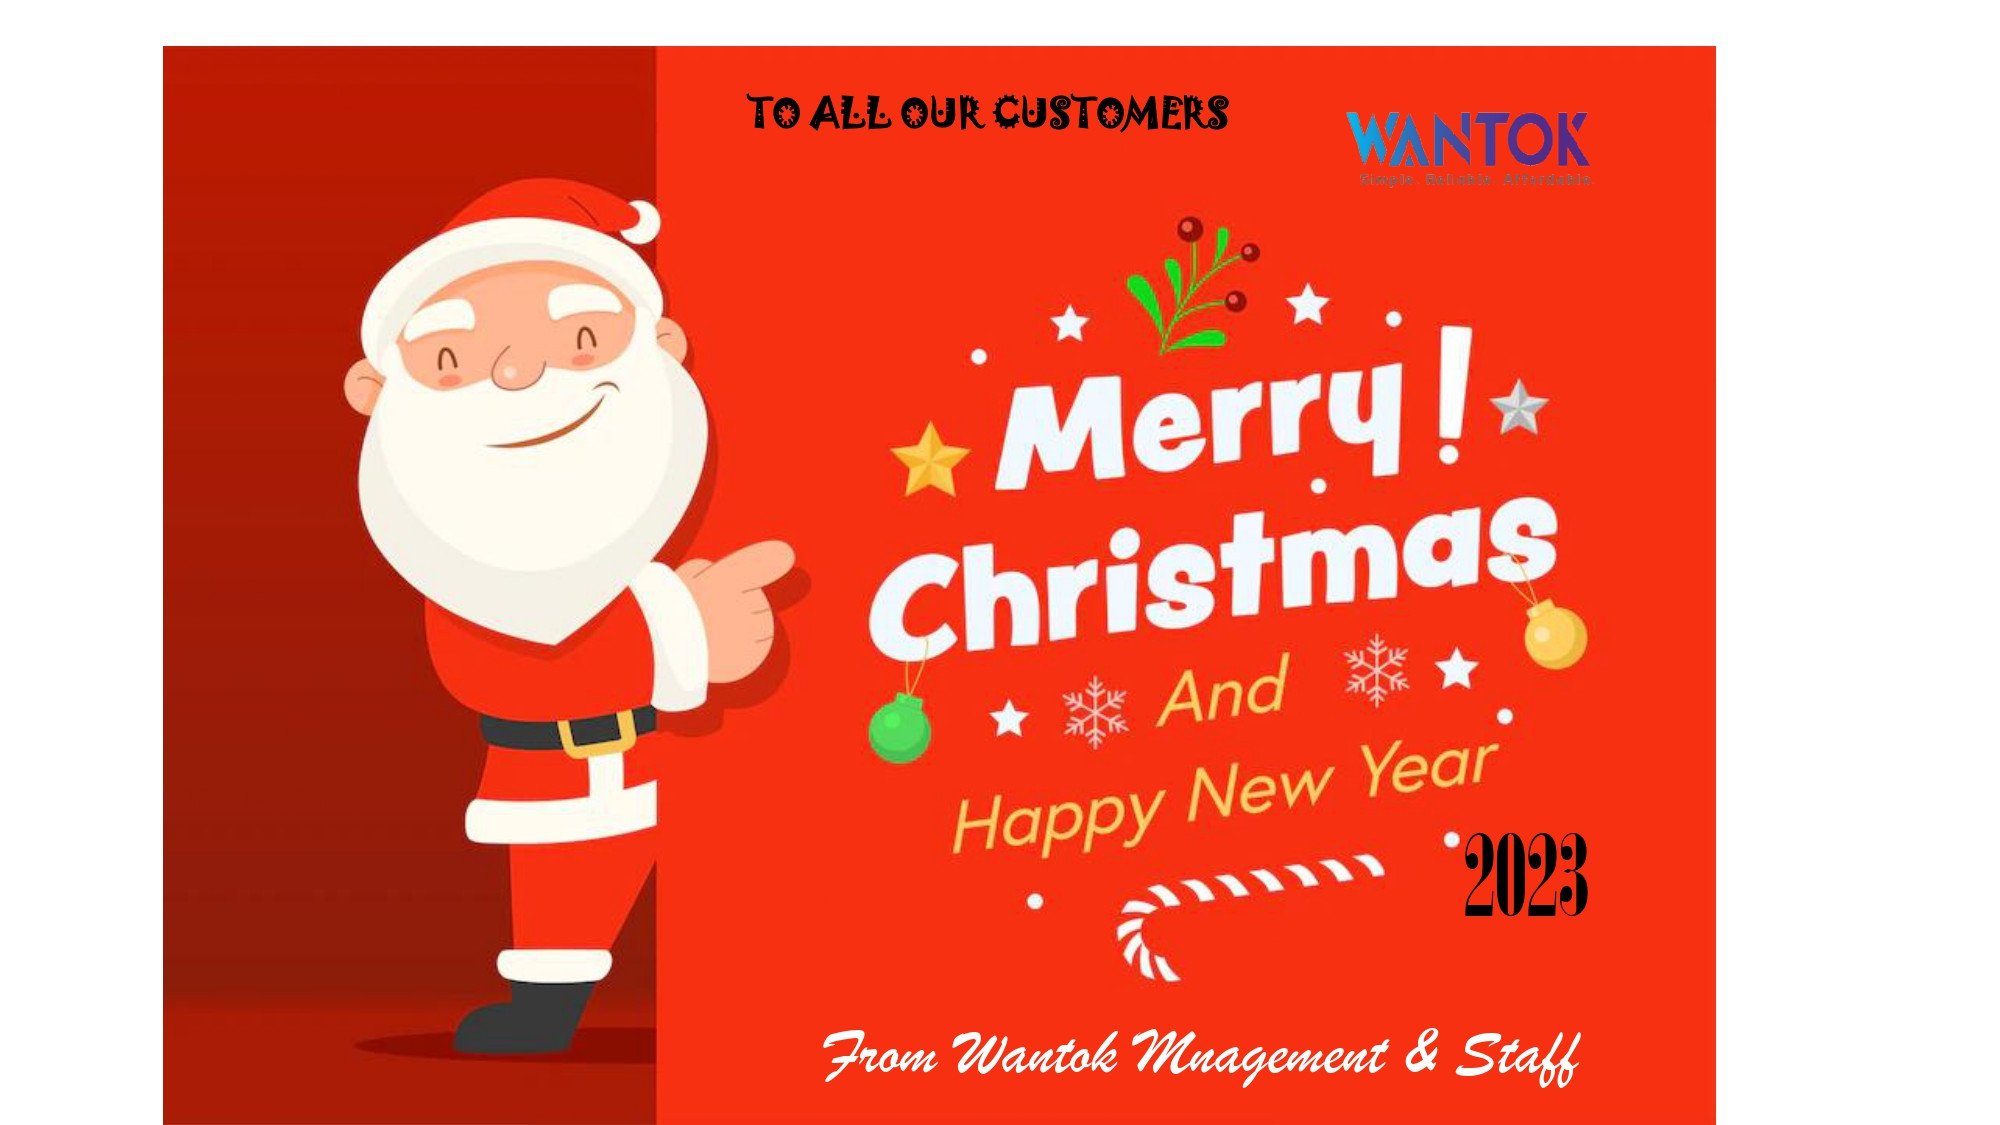 TO ALL OUR CUSTOMERS
WANTOK
Simple. Reliable. Affordable.
Merry!
Christmas
And
Happy New Year
2023
From Wantok Mnagement & Staff